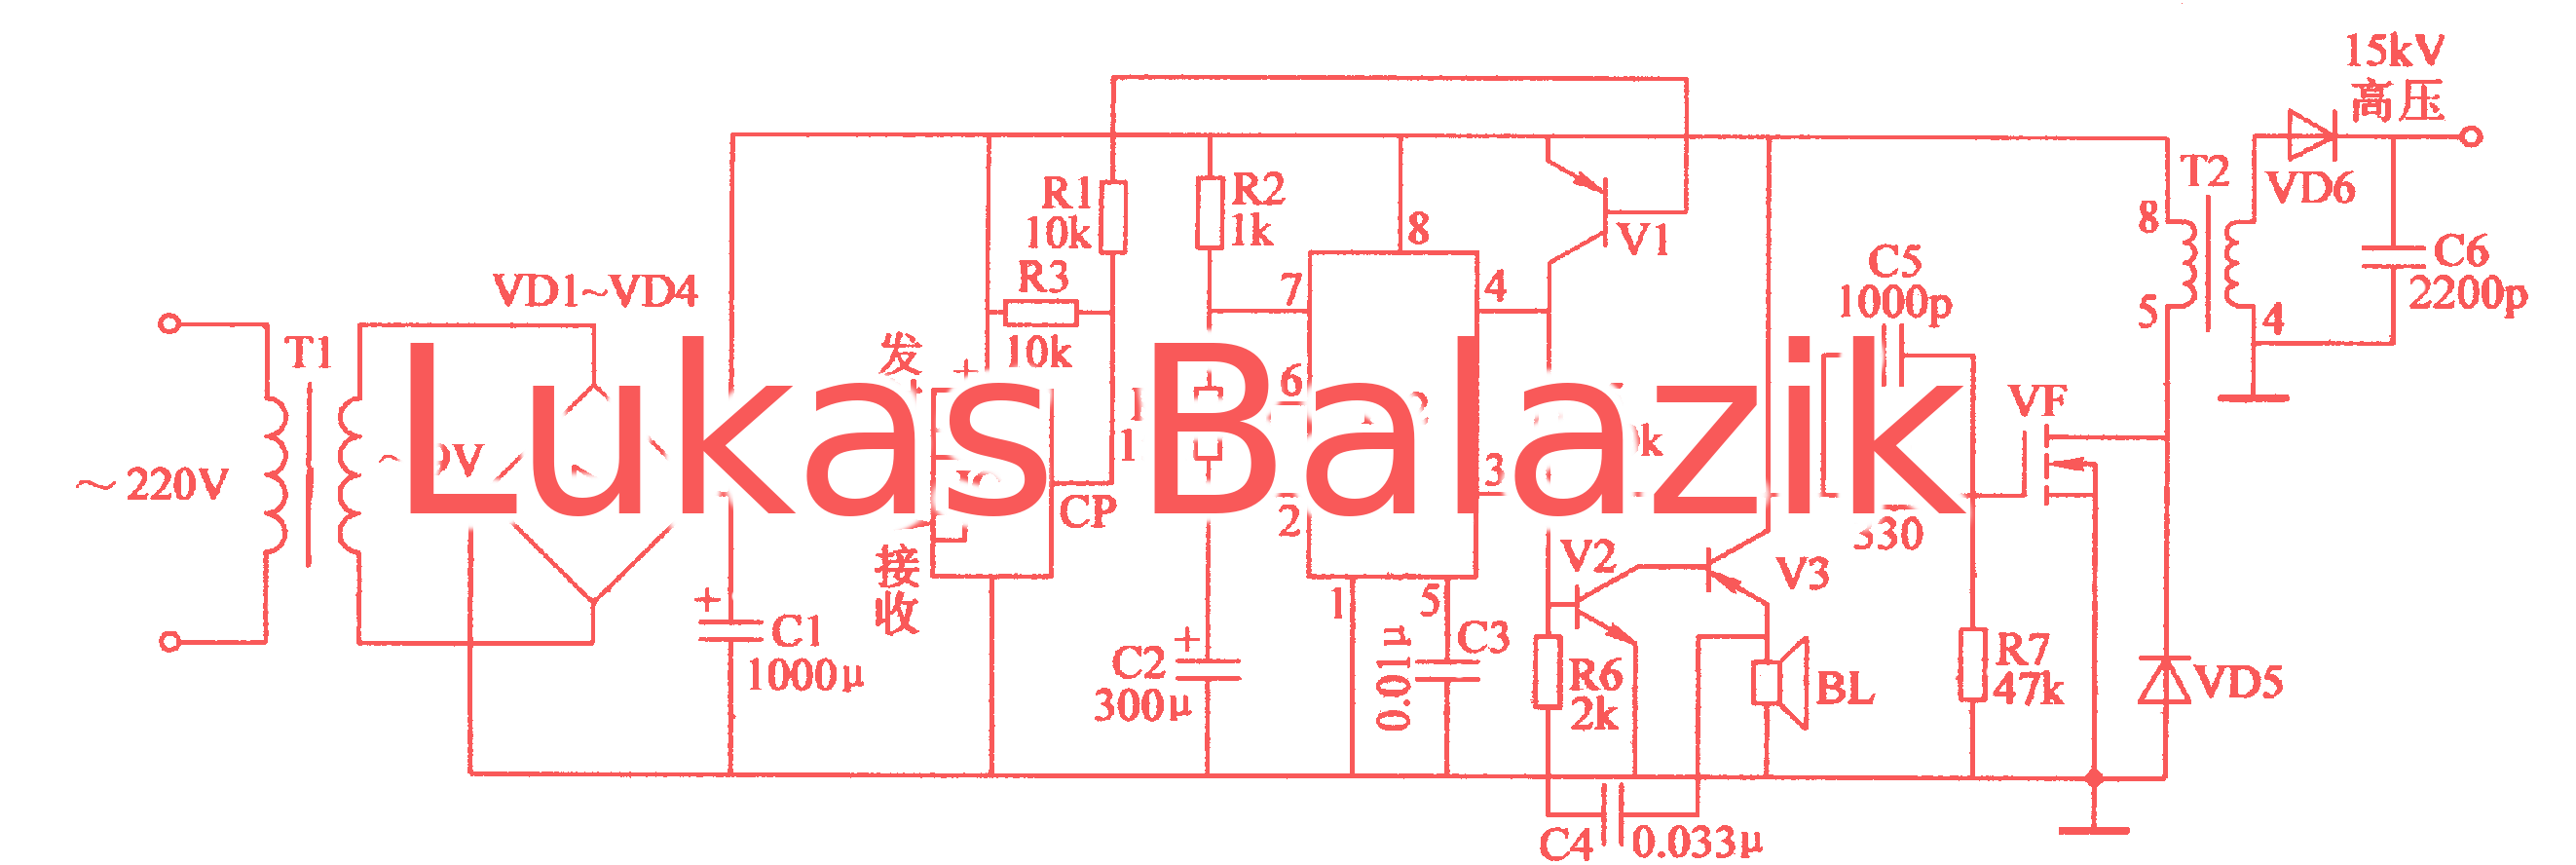 15kV
高压
T2
VD6
8
5
4
C6
2200p
R1
10k
R2
1k
8
V1
R3
10k
7
4
C5
1000p
VD1~VD4
T1
发
6
VF
Lukas Balazik
~220V
CP
3
2
330
接
收
V2
V3
1
5
C1
1000μ
C2
300μ
0.01μ
C3
R6
2k
BL
R7
47k
VD5
C4
0.033μ